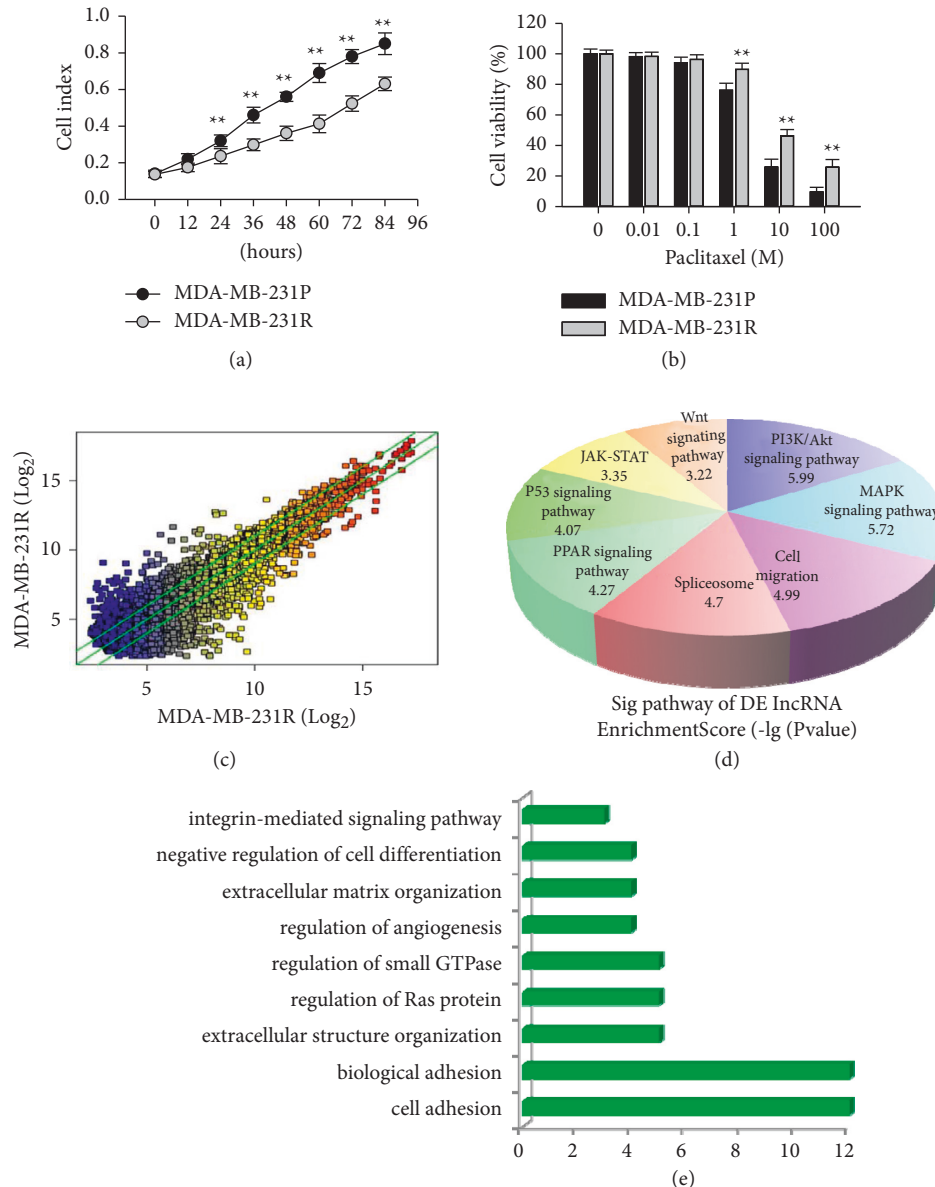 1.0
0.8
0.6
0.4
0.2
0.0
Cell index
**
**
**
**
**
**
**
0 12 24 36 48 60 72 84 96
(hours)
MDA-MB-231P
MDA-MB-231R
(a)
120
100
80
60
40
20
0
Cell viability (%)
**
**
**
0 0.01 0.1 1 10 100
Paclitaxel (M)
MDA-MB-231P
MDA-MB-231R
(b)
15
10
5
MDA-MB-231R (Log2)
5 10 15
MDA-MB-231R (Log2)
(c)
Wnt
signating
pathway
3.22
PI3K/Akt
signaling pathway
5.99
MAPK
signaling pathway
5.72
Cell
migration
4.99
Spliceosome
4.7
PPAR signaling
pathway
4.27
P53 signaling
pathway
4.07
JAK-STAT
3.35
Sig pathway of DE IncRNA
EnrichmentScore (-lg (Pvalue)
(d)
integrin-mediated signaling pathway
negative regulation of cell differentiation
extracellular matrix organization
regulation of angiogenesis
regulation of small GTPase
regulation of Ras protein
extracellular structure organization
biological adhesion
cell adhesion
0 2 4 6 8 10 12
(e)